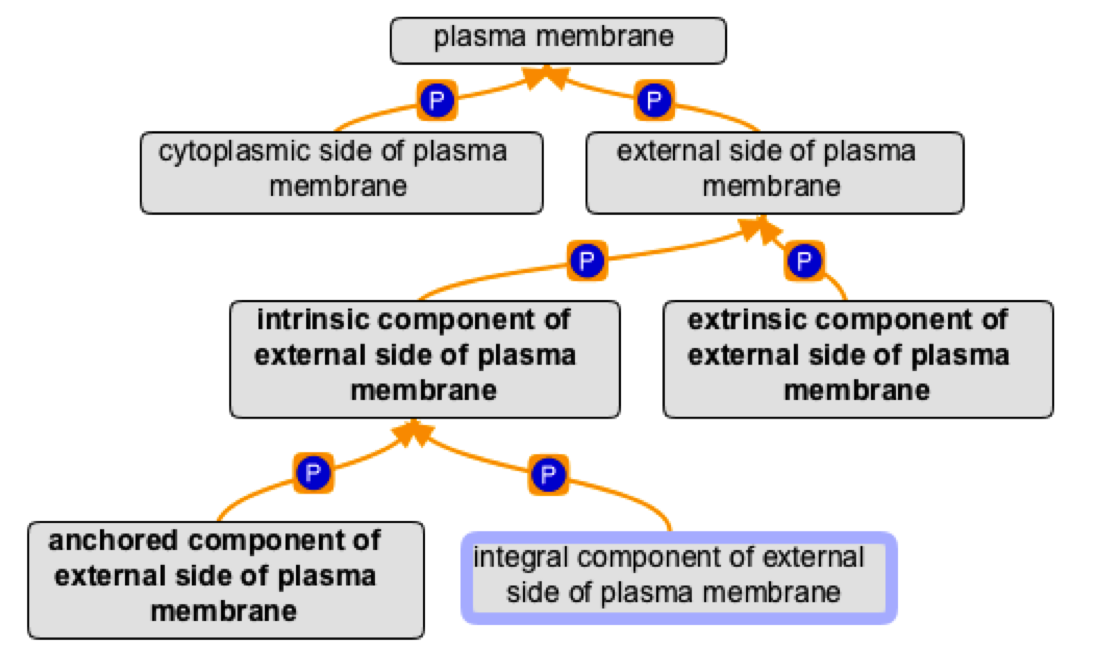 plasma membrane
P
P
cytoplasmic side of plasma
membrane
external side of plasma
membrane
P
P
intrinsic component of
external side of plasma
membrane
extrinsic component of
external side of plasma
membrane
P
P
anchored component of
external side of plasma
membrane
integral component of external
side of plasma membrane